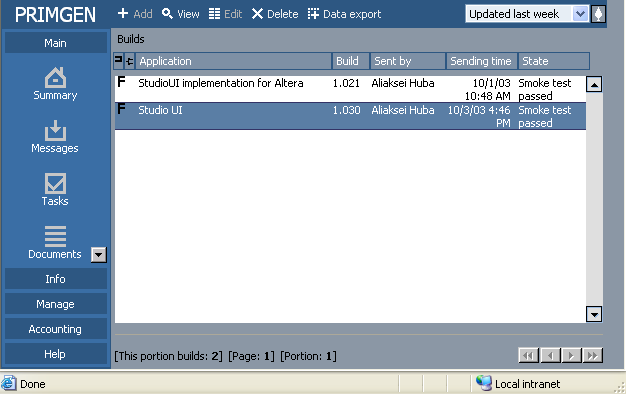 PRIMGEN
Add View Edit Delete Data export
Updated last week
Main
Summary
Messages
Tasks
Documents
Info
Manage
Accounting
Help
Builds
Application Build Sent by Sending time State
F StudioUI implementation for Altera 1.021 Aliaksei Huba 10/1/03 Smoke test
10:48 AM passed
F Studio UI 1.030 Aliaksei Huba 10/3/03 4:46 Smoke test
PM passed
[This portion builds: 2] [Page: 1] [Portion: 1]
Done
Local intranet